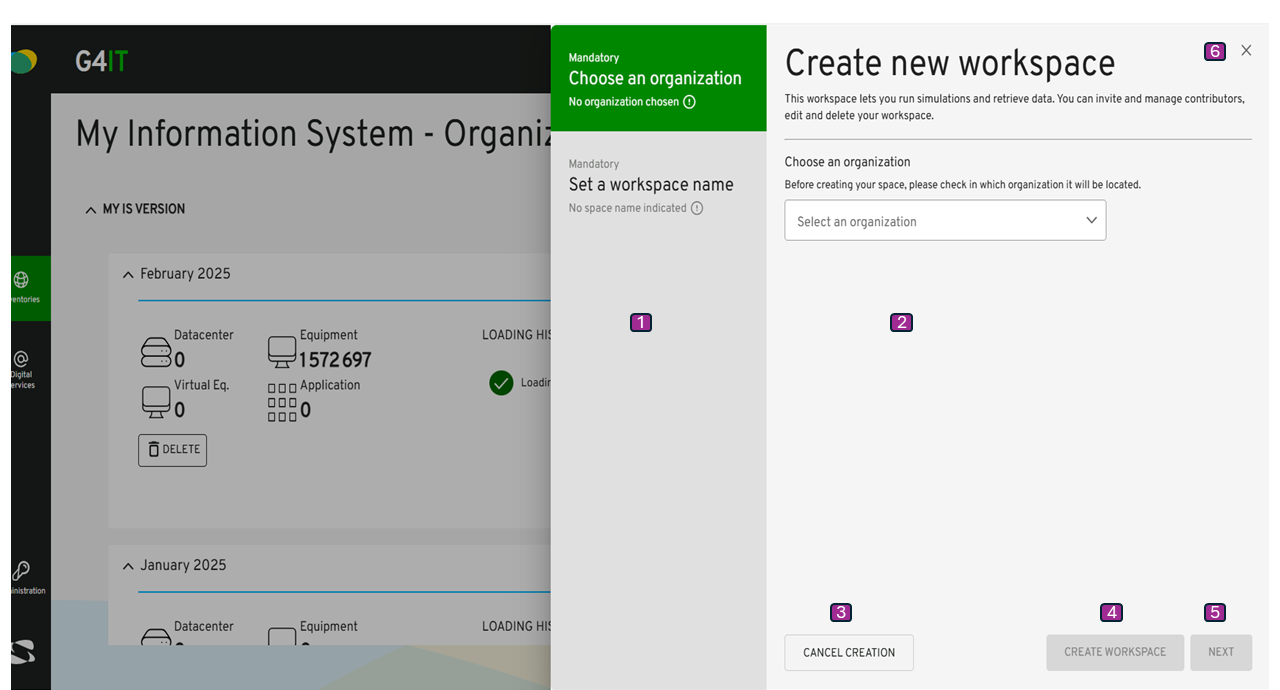 G4IT
My Information System - Organiz
MY IS VERSION
February 2025
Datacenter
0
Equipment
1 572 697
LOADING HIS
Virtual Eq.
0
Application
0
Loadin
DELETE
January 2025
Datacenter
Equipment
LOADING HIS
ventories
Digital
ervices
inistration
Mandatory
Choose an organization
No organization chosen
Mandatory
Set a workspace name
No space name indicated
1
6
Create new workspace
This workspace lets you run simulations and retrieve data. You can invite and manage contributors,
edit and delete your workspace.
Choose an organization
Before creating your space, please check in which organization it will be located.
Select an organization
2
3
4
5
CANCEL CREATION
CREATE WORKSPACE
NEXT